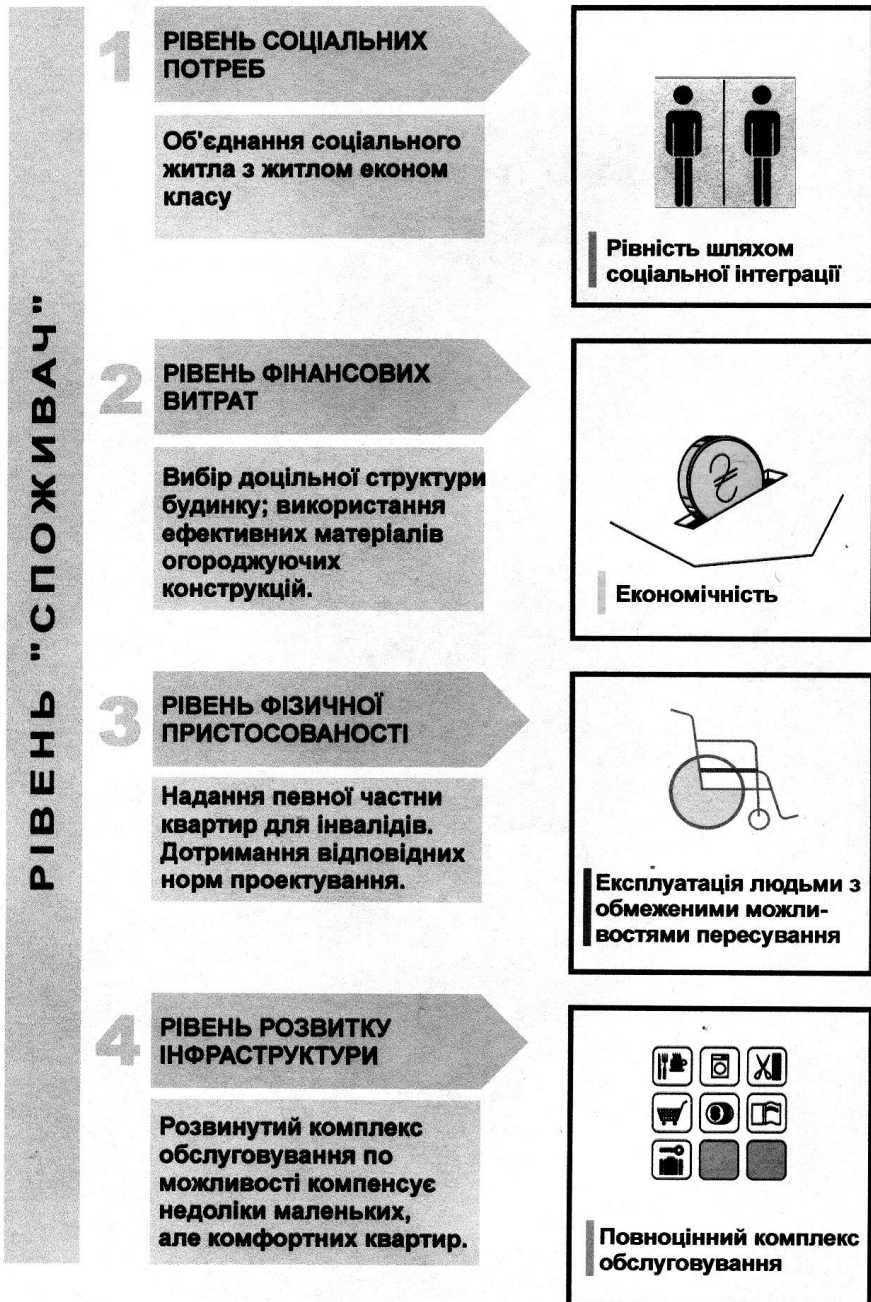 РІВЕНЬ "СПОЖИВАЧ"
1
РІВЕНЬ СОЦІАЛЬНИХ
ПОТРЕБ
Об'єднання соціального
житла з житлом економ
класу
Рівність шляхом
соціальної інтеграції
2
РІВЕНЬ ФІНАНСОВИХ
ВИТРАТ
Вибір доцільної структури
будинку; використання
ефективних матеріалів
огороджуючих
конструкцій.
₴
Економічність
3
РІВЕНЬ ФІЗИЧНОЇ
ПРИСТОСОВАНОСТІ
Надання певної частни
квартир для інвалідів.
Дотримання відповідних
норм проектування.
Експлуатація людьми з
обмеженими можли-
востями пересування
4
РІВЕНЬ РОЗВИТКУ
ІНФРАСТРУКТУРИ
Розвинутий комплекс
обслуговування по
можливості компенсує
недоліки маленьких,
але комфортних квартир.
Повноцінний комплекс
обслуговування